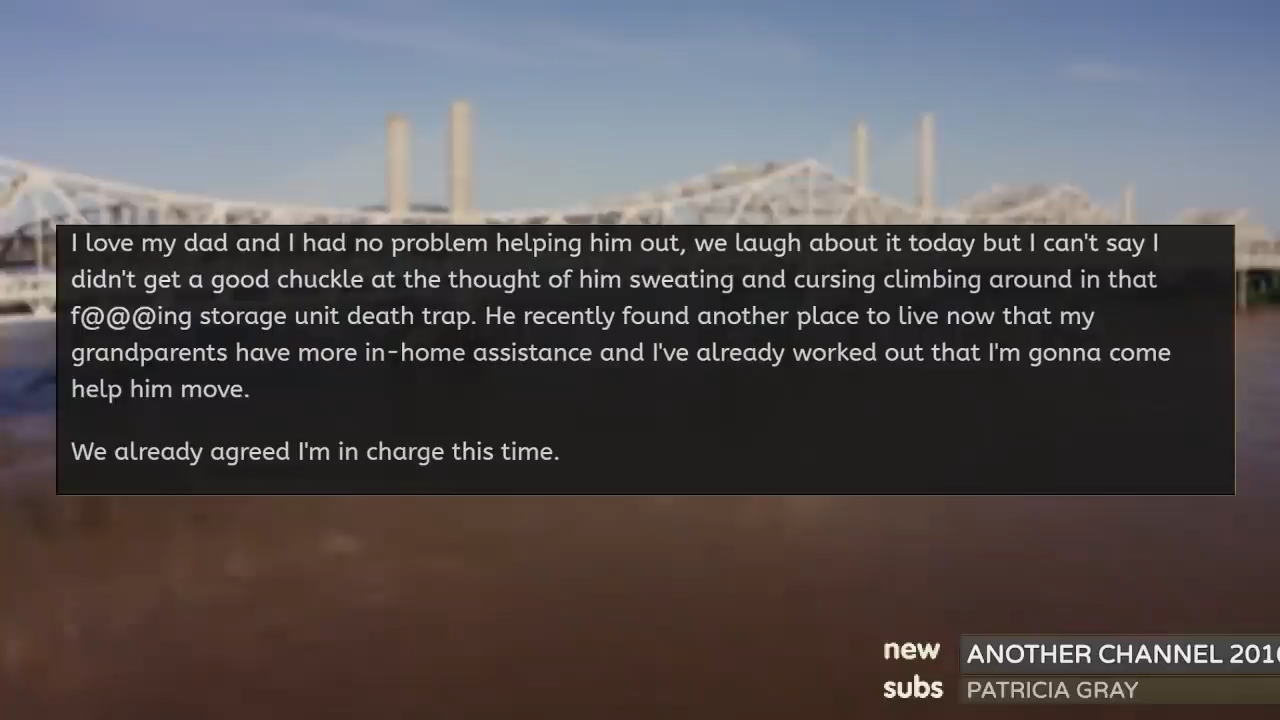 I love my dad and I had no problem helping him out, we laugh about it today but I can't say I
didn't get a good chuckle at the thought of him sweating and cursing climbing around in that
f@@@ing storage unit death trap. He recently found another place to live now that my
grandparents have more in-home assistance and I've already worked out that I'm gonna come
help him move.
We already agreed I'm in charge this time.
new
ANOTHER CHANNEL 201
subs
PATRICIA GRAY